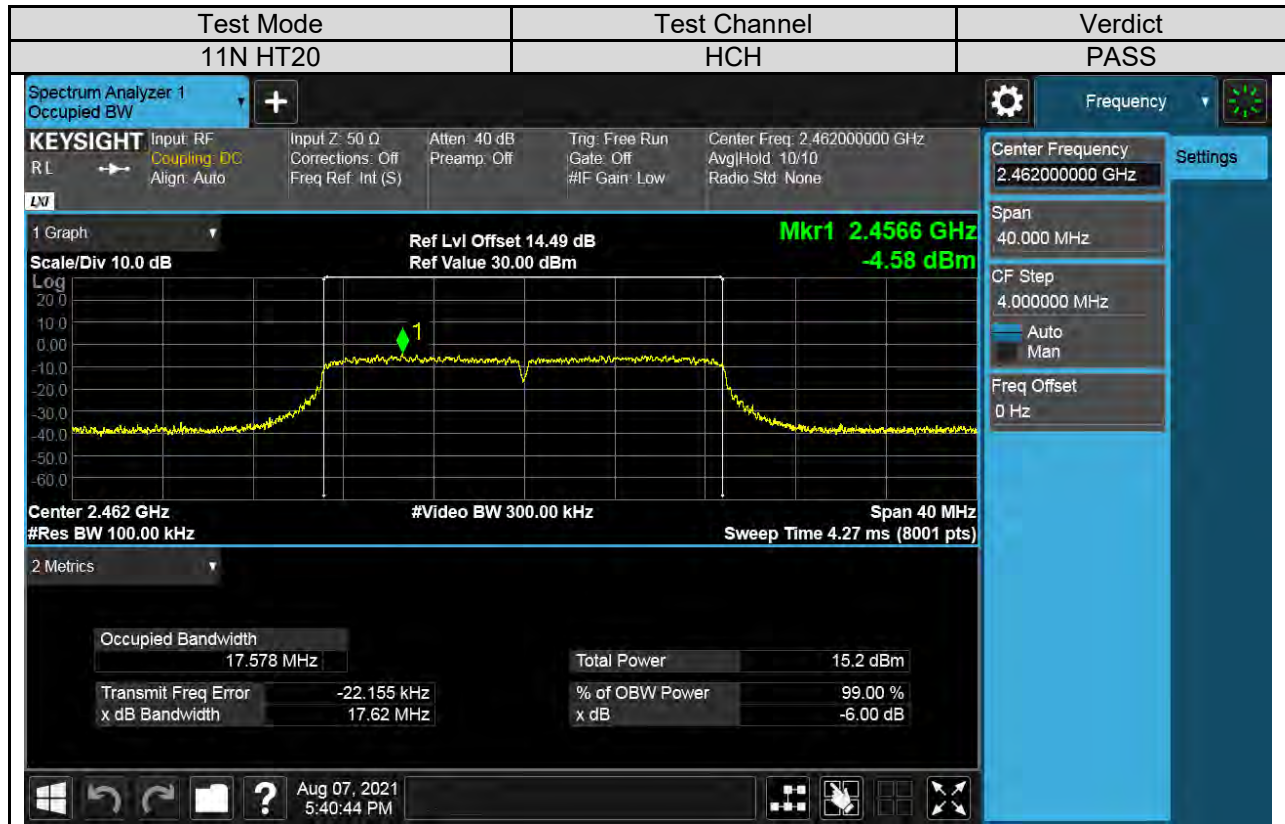 Test Mode Test Channel Verdict
11N HT20 HCH PASS
Spectrum Analyzer 1
Occupied BW
Frequency
KEYSIGHT Input: RF Input Z: 50 Ω Atten: 40 dB Trig: Free Run Center Freq: 2.462000000 GHz
R L Coupling: DC Corrections: Off Preamp: Off Gate: Off Avg|Hold: 10/10
Align: Auto Freq Ref: Int (S) #IF Gain: Low Radio Std: None
LXI
Center Frequency
2.462000000 GHz
Settings
Span
40.000 MHz
CF Step
4.000000 MHz
Auto
Man
Freq Offset
0 Hz
1 Graph
Ref Lvl Offset 14.49 dB Mkr1 2.4566 GHz
Scale/Div 10.0 dB Ref Value 30.00 dBm -4.58 dBm
Log
20.0
10.0
1
0.00
-10.0
-20.0
-30.0
-40.0
-50.0
-60.0
Center 2.462 GHz #Video BW 300.00 kHz Span 40 MHz
#Res BW 100.00 kHz Sweep Time 4.27 ms (8001 pts)
2 Metrics
Occupied Bandwidth
17.578 MHz Total Power 15.2 dBm
Transmit Freq Error -22.155 kHz % of OBW Power 99.00 %
x dB Bandwidth 17.62 MHz x dB -6.00 dB
? Aug 07, 2021
5:40:44 PM